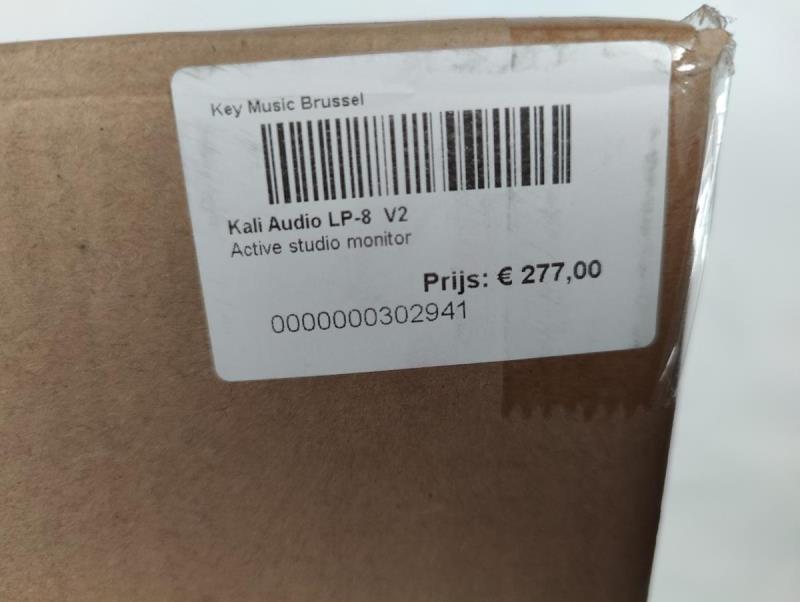 Key Music Brussel
Kali Audio LP-8 V2
Active studio monitor
Prijs: € 277,00
0000000302941